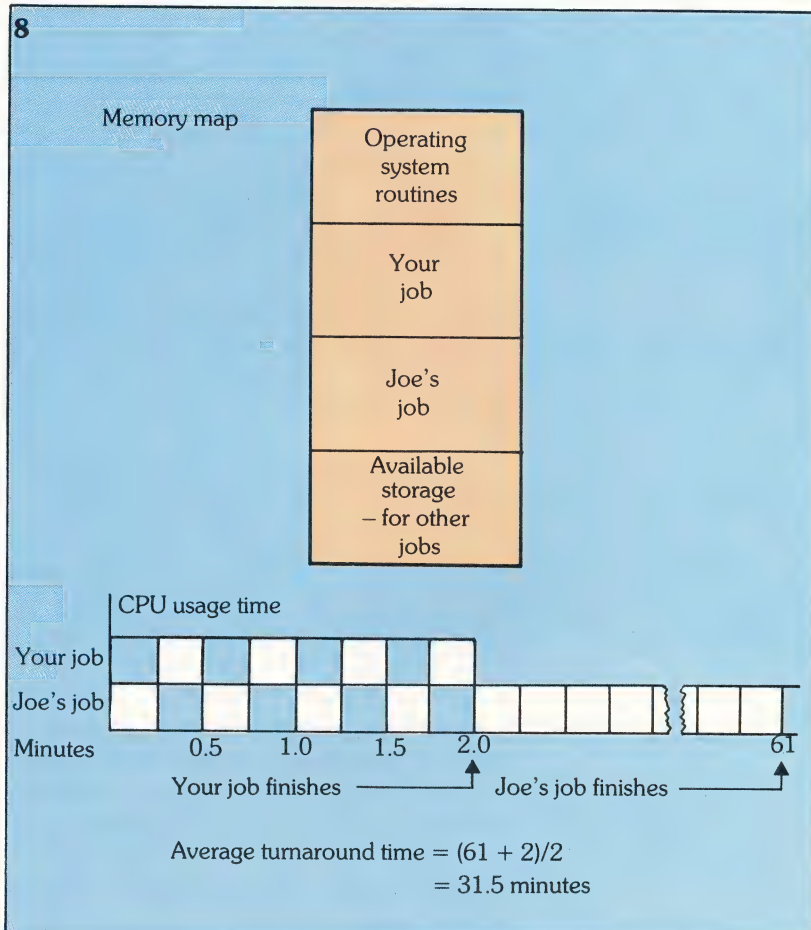 8
Memory map
Operating
system
routines
Your
job
Joe's
job
Available
storage
– for other
jobs
CPU usage time
Your job
Joe's job
Minutes 0.5 1.0 1.5 2.0 61
Your job finishes Joe's job finishes
Average turnaround time = (61 + 2)/2
= 31.5 minutes